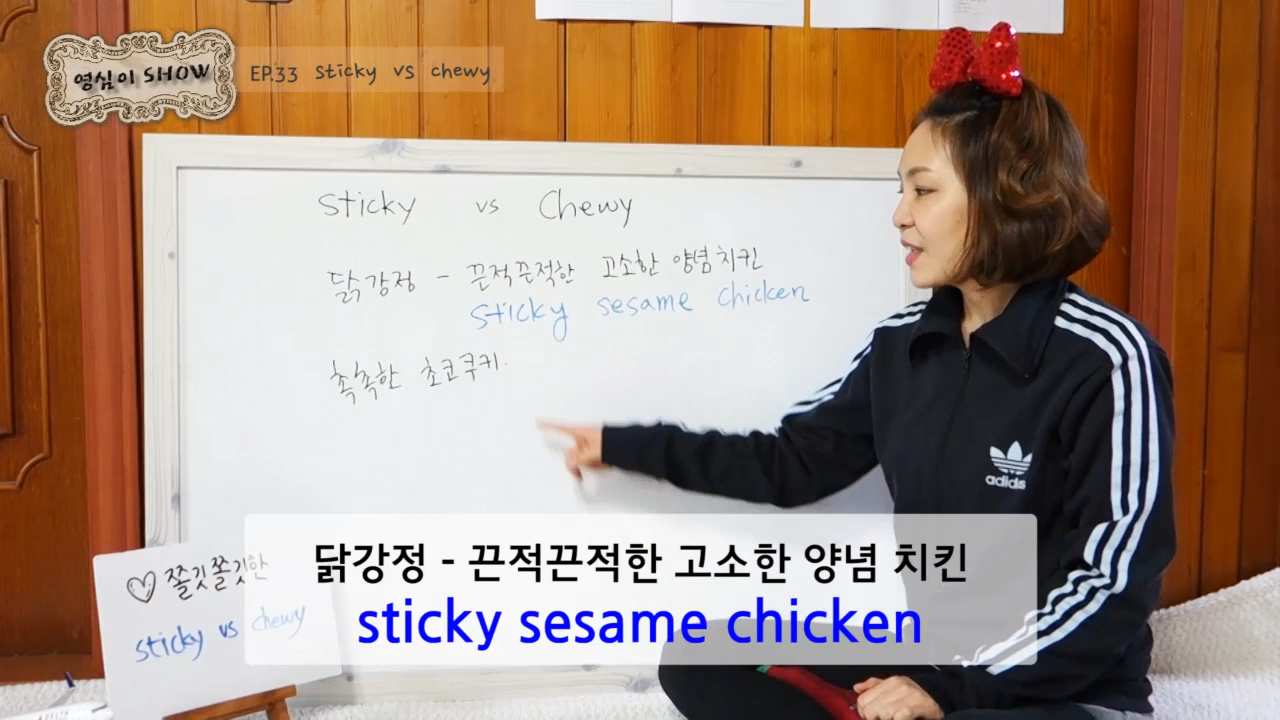 영심이 SHOW
EP.33 sticky vs chewy
sticky vs Chewy
닭강정 - 끈적끈적한 고소한 양념치킨
sticky sesame chicken
촉촉한 초코쿠키.
adidas
쫄깃쫄깃한
sticky vs chewy
닭강정 - 끈적끈적한 고소한 양념 치킨
sticky sesame chicken